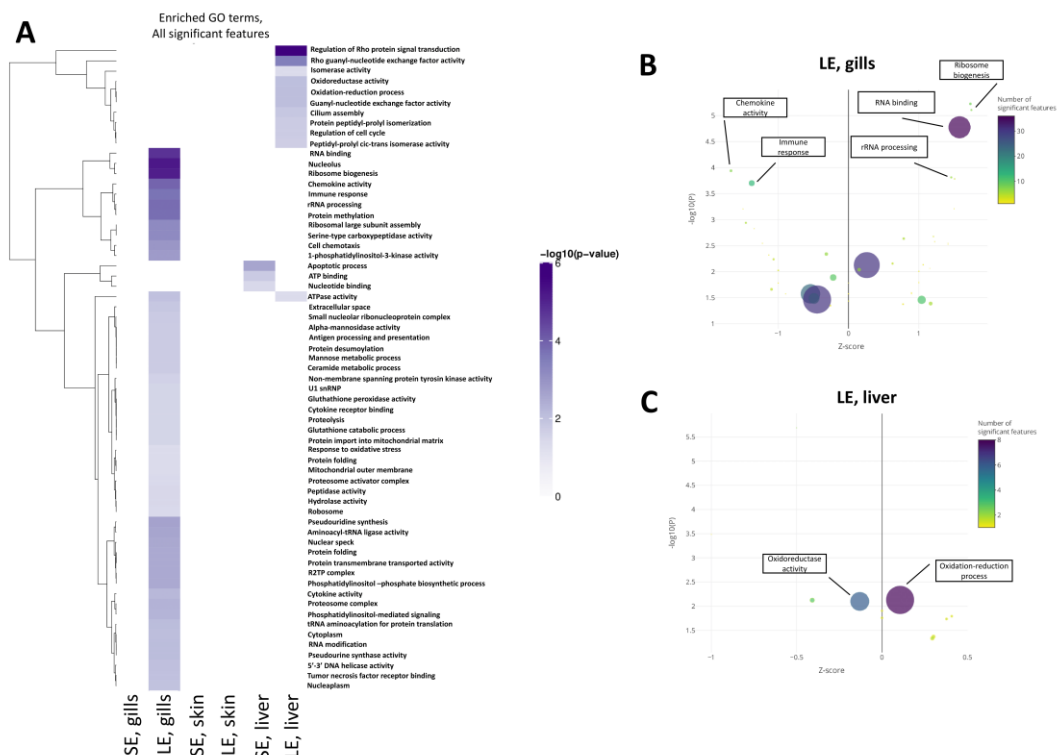 A
Enriched GO terms,
All significant features
Regulation of Rho protein signal transduction
Rho guanyl-nucleotide exchange factor activity
Isomerase activity
Oxidoreductase activity
Oxidation-reduction process
Guanyl-nucleotide exchange factor activity
Cilium assembly
Protein peptidyl-prolyl isomerization
Regulation of cell cycle
Peptidyl-prolyl cic-trans isomerase activity
RNA binding
Nucleolus
Ribosome biogenesis
Chemokine activity
Immune response
rRNA processing
Protein methylation
Ribosomal large subunit assembly
Serine-type carboxypeptidase activity
Cell chemotaxis
1-phosphatidylinositol-3-kinase activity
Apoptotic process
ATP binding
Nucleotide binding
ATPase activity
Extracellular space
Small nucleolar ribonucleoprotein complex
Alpha-mannosidase activity
Antigen processing and presentation
Protein desumoylation
Mannose metabolic process
Ceramide metabolic process
Non-membrane spanning protein tyrosin kinase activity
U1 snRNP
Gluthathione peroxidase activity
Cytokine receptor binding
Proteolysis
Glutathione catabolic process
Protein import into mitochondrial matrix
Response to oxidative stress
Protein folding
Mitochondrial outer membrane
Proteosome activator complex
Peptidase activity
Hydrolase activity
Robosome
Pseudouridine synthesis
Aminoacyl-tRNA ligase activity
Nuclear speck
Protein folding
Protein transmembrane transported activity
R2TP complex
Phosphatidylinositol –phosphate biosynthetic process
Cytokine activity
Proteosome complex
Phosphatidylinositol-mediated signaling
tRNA aminoacylation for protein translation
Cytoplasm
RNA modification
Pseudourine synthase activity
5'-3' DNA helicase activity
Tumor necrosis factor receptor binding
Nucleaplasm
SE, gills
LE, gills
SE, skin
LE, skin
SE, liver
LE, liver
−log10(p−value)
6
4
2
0
B
LE, gills
Ribosome
biogenesis
Chemokine
activity
RNA binding
Immune
response
rRNA processing
Number of
significant features
30
20
10
5
4.5
4
3.5
3
2.5
2
1.5
1
-log10(P)
−1
0
1
Z-score
C
LE, liver
Number of
significant features
8
6
4
2
Oxidoreductase
activity
Oxidation-reduction
process
5.5
5
4.5
4
3.5
3
2.5
2
1.5
-log10(P)
−1
−0.5
0
0.5
Z-score